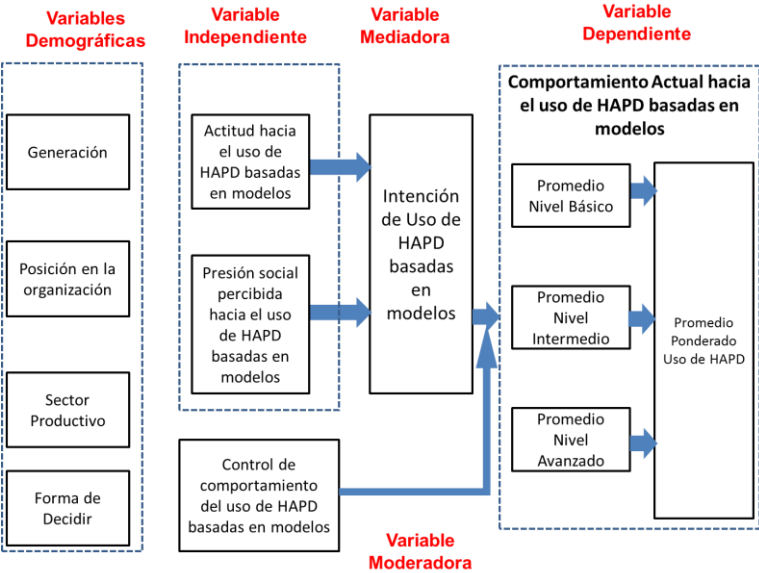 Variables
Demográficas
Variable
Independiente
Variable
Mediadora
Variable
Dependiente
Generación
Posición en la
organización
Sector
Productivo
Forma de
Decidir
Actitud hacia
el uso de
HAPD basadas
en modelos
Presión social
percibida
hacia el uso
de HAPD
basadas en
modelos
Control de
comportamiento
del uso de HAPD
basadas en modelos
Intención
de Uso de
HAPD
basadas
en
modelos
Variable
Moderadora
Comportamiento Actual hacia
el uso de HAPD basadas en
modelos
Promedio
Nivel Básico
Promedio
Nivel
Intermedio
Promedio
Nivel
Avanzado
Promedio
Ponderado
Uso de HAPD